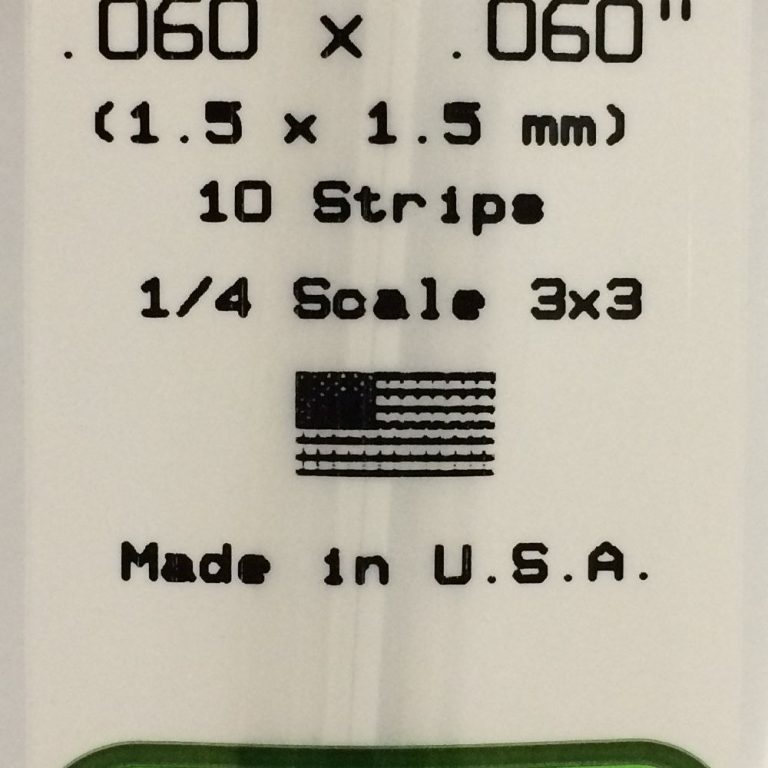 .060 x .060"
(1.5 x 1.5 mm)
10 Strips
1/4 Scale 3x3
Made in U.S.A.